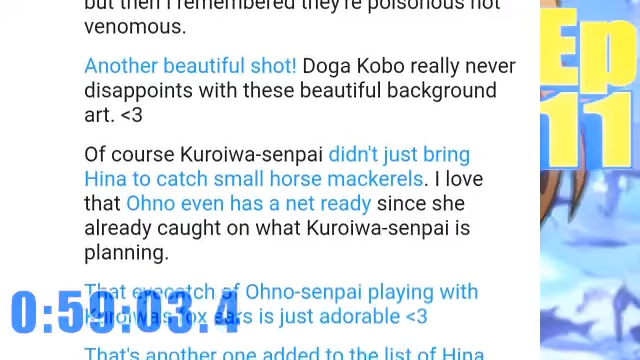 but then I remembered they're poisonous not
venomous.
Another beautiful shot! Doga Kobo really never
disappoints with these beautiful background
art. <3
Of course Kuroiwa-senpai didn't just bring
Hina to catch small horse mackerels. I love
that Ohno even has a net ready since she
already caught on what Kuroiwa-senpai is
planning.
That eyecatch of Ohno-senpai playing with
Kuroiwa's fox ears is just adorable <3
That's another one added to the list of Hina
0:59:03.4
Ep
11